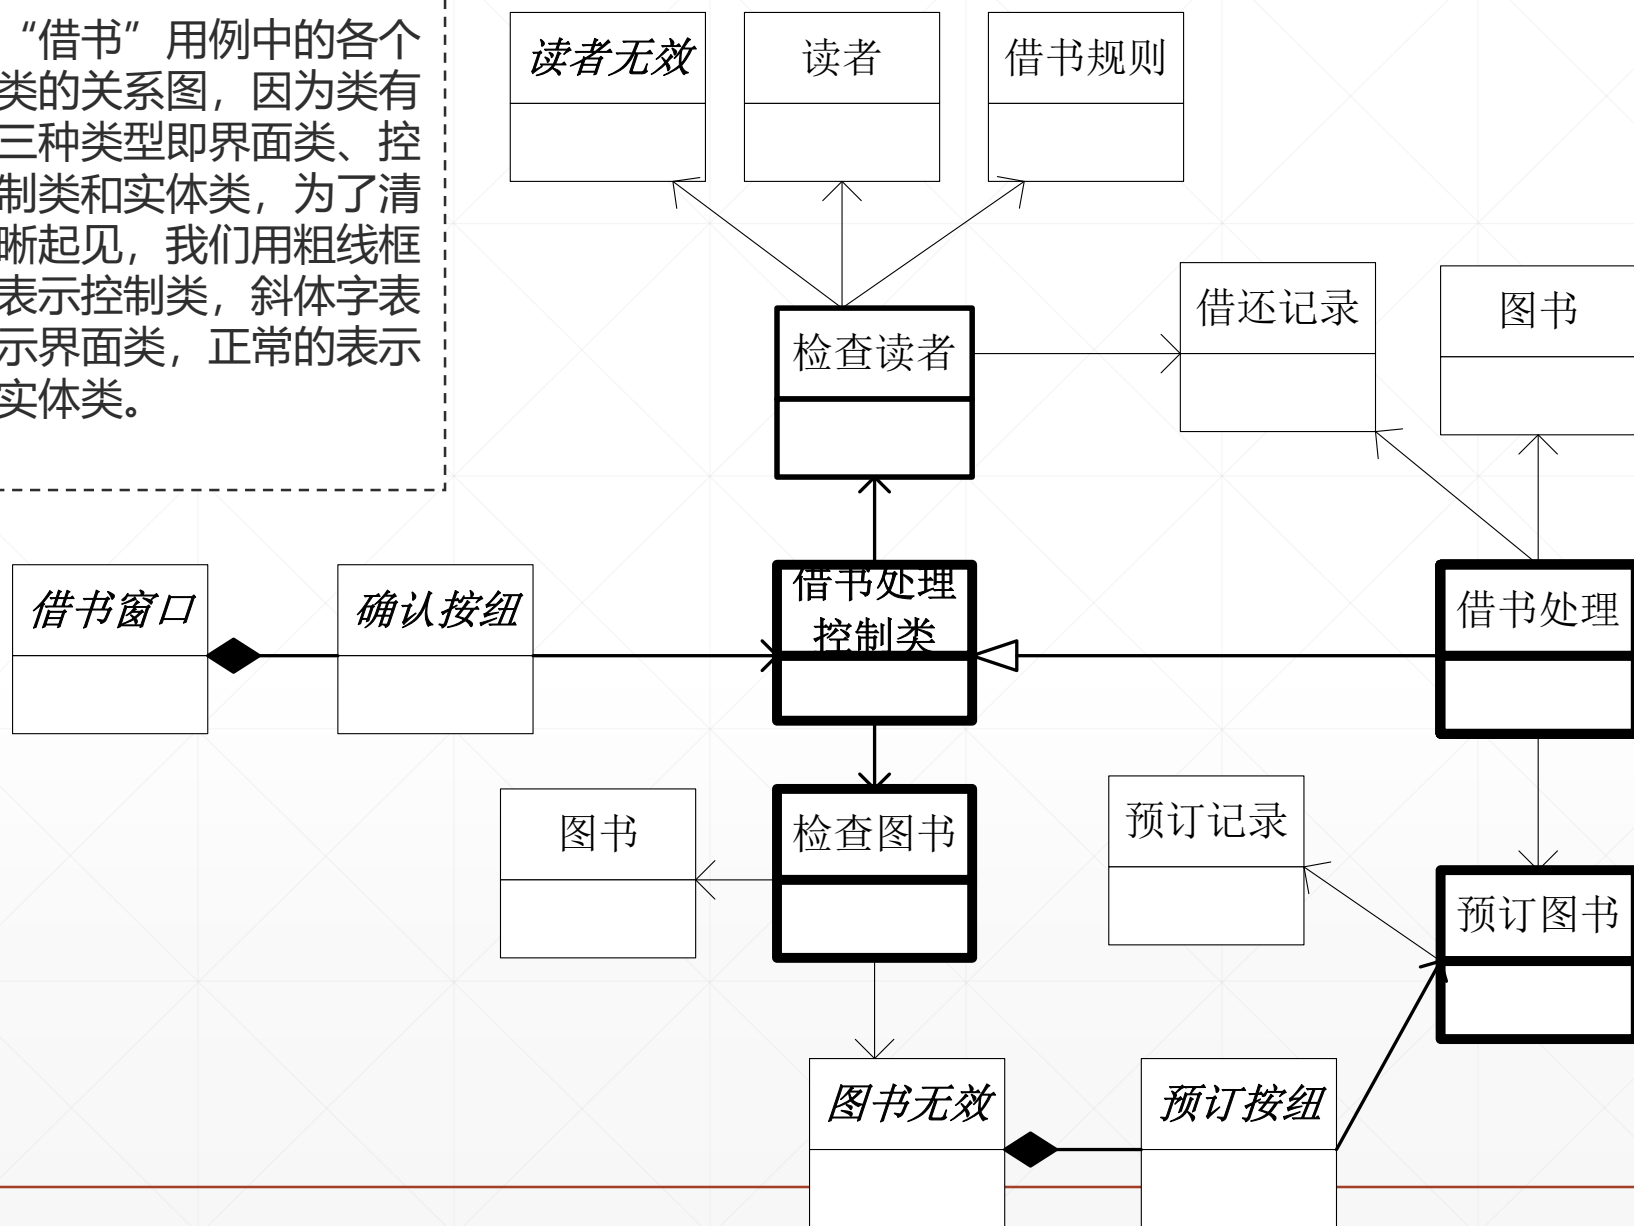 “借书”用例中的各个
类的关系图，因为类有
三种类型即界面类、控
制类和实体类，为了清
晰起见，我们用粗线框
表示控制类，斜体字表
示界面类，正常的表示
实体类。
读者无效
读者
借书规则
检查读者
借还记录
图书
借书窗口
确认按纽
借书处理
控制类
借书处理
图书
检查图书
预订记录
预订图书
图书无效
预订按纽